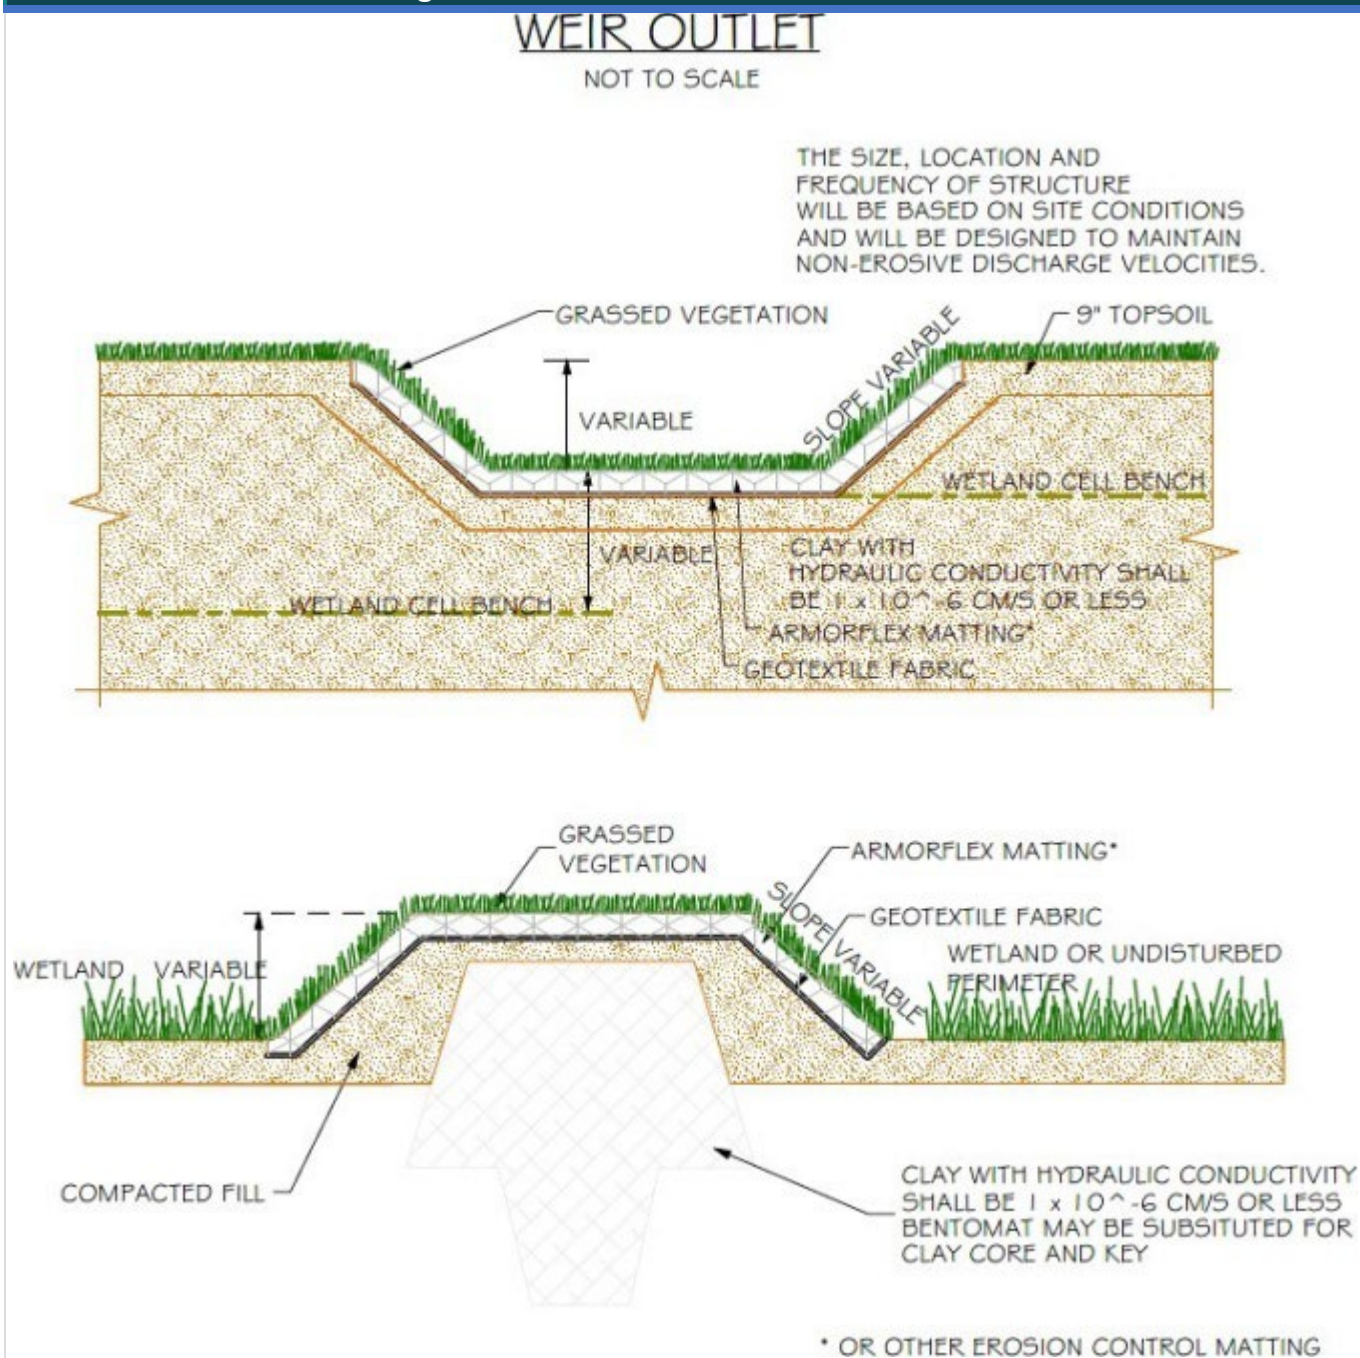 WEIR OUTLET
NOT TO SCALE
THE SIZE, LOCATION AND
FREQUENCY OF STRUCTURE
WILL BE BASED ON SITE CONDITIONS
AND WILL BE DESIGNED TO MAINTAIN
NON-EROSIVE DISCHARGE VELOCITIES.
GRASSED VEGETATION
SLOPE VARIABLE
9" TOPSOIL
VARIABLE
WETLAND CELL BENCH
VARIABLE
CLAY WITH
HYDRAULIC CONDUCTIVITY SHALL
BE 1 x 10^-6 CM/S OR LESS
WETLAND CELL BENCH
ARMORFLEX MATTING*
GEOTEXTILE FABRIC
GRASSED
VEGETATION
ARMORFLEX MATTING*
SLOPE VARIABLE
GEOTEXTILE FABRIC
WETLAND
VARIABLE
WETLAND OR UNDISTURBED
PERIMETER
COMPACTED FILL
CLAY WITH HYDRAULIC CONDUCTIVITY
SHALL BE 1 x 10^-6 CM/S OR LESS
BENTOMAT MAY BE SUBSITUTED FOR
CLAY CORE AND KEY
* OR OTHER EROSION CONTROL MATTING